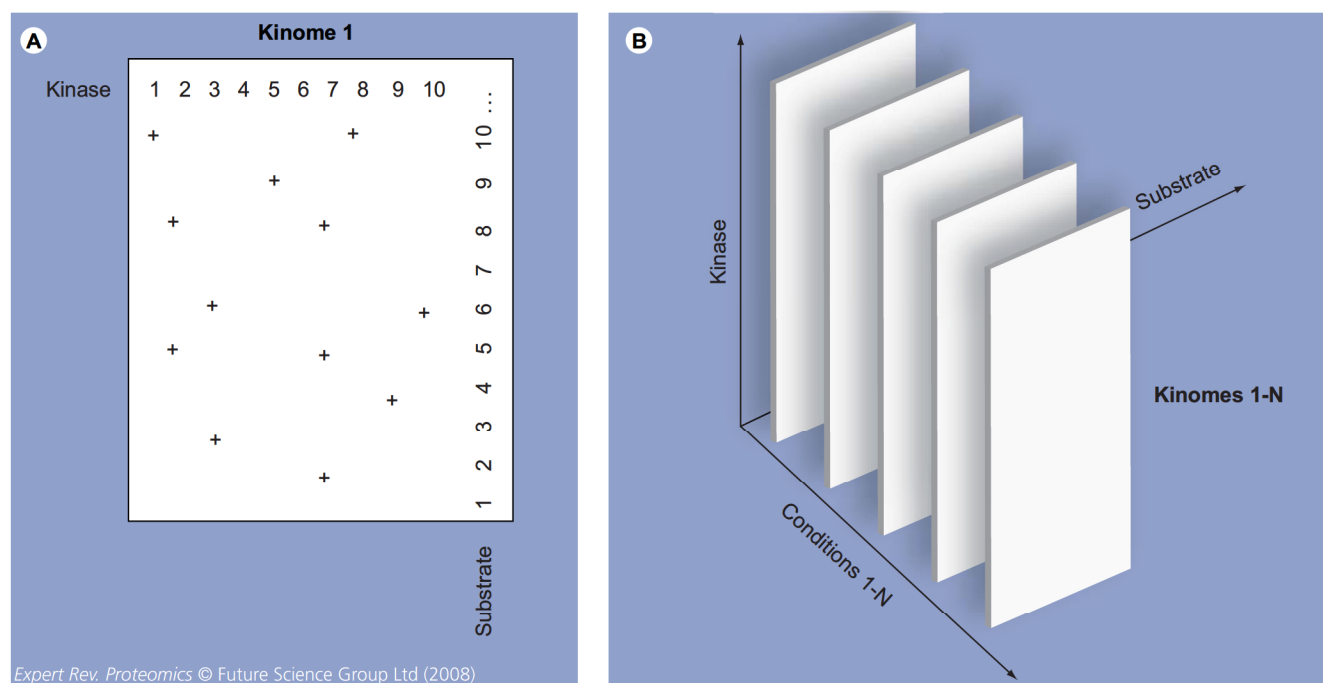 A
Kinome 1
Kinase 1 2 3 4 5 6 7 8 9 10 ...
+ +
+
+ +
+ +
+ +
+
+
+
10
9
8
7
6
5
4
3
2
1
Substrate
Expert Rev. Proteomics © Future Science Group Ltd (2008)
B
Kinase
Substrate
Conditions 1-N
Kinomes 1-N